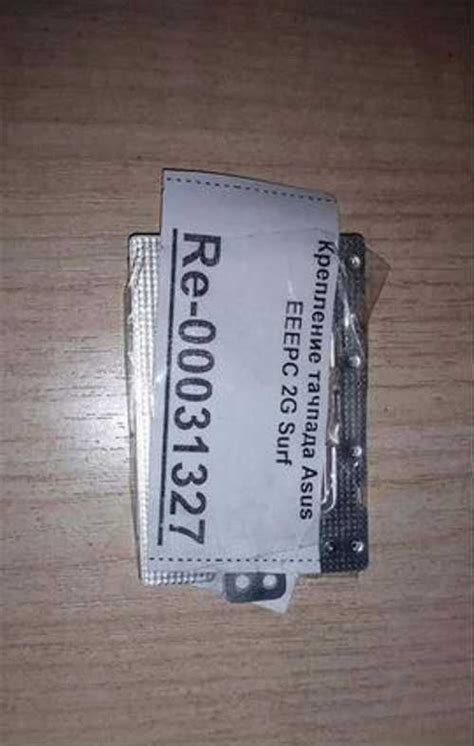 Крепление тачпада Asus
EEEPC 2G Surf
Re-00031327